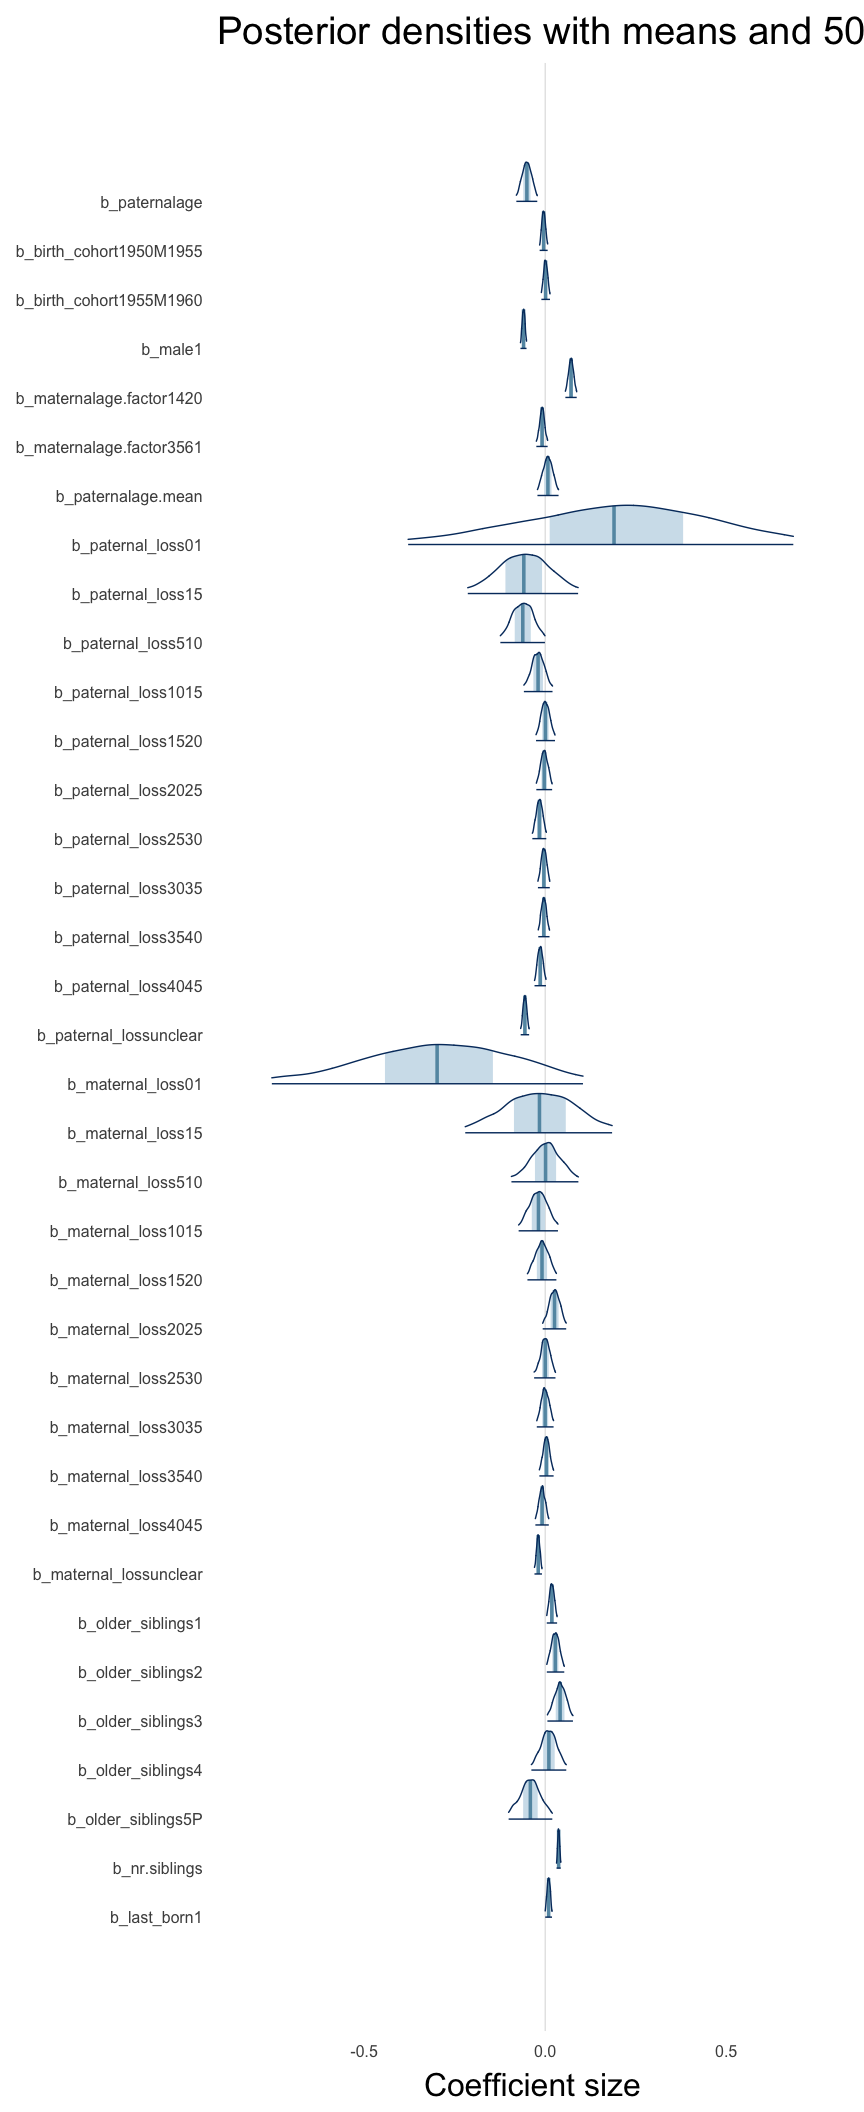 Posterior densities with means and 50
b_paternalage
b_birth_cohort1950M1955
b_birth_cohort1955M1960
b_male1
b_maternalage.factor1420
b_maternalage.factor3561
b_paternalage.mean
b_paternal_loss01
b_paternal_loss15
b_paternal_loss510
b_paternal_loss1015
b_paternal_loss1520
b_paternal_loss2025
b_paternal_loss2530
b_paternal_loss3035
b_paternal_loss3540
b_paternal_loss4045
b_paternal_lossunclear
b_maternal_loss01
b_maternal_loss15
b_maternal_loss510
b_maternal_loss1015
b_maternal_loss1520
b_maternal_loss2025
b_maternal_loss2530
b_maternal_loss3035
b_maternal_loss3540
b_maternal_loss4045
b_maternal_lossunclear
b_older_siblings1
b_older_siblings2
b_older_siblings3
b_older_siblings4
b_older_siblings5P
b_nr.siblings
b_last_born1
-0.5 0.0 0.5
Coefficient size